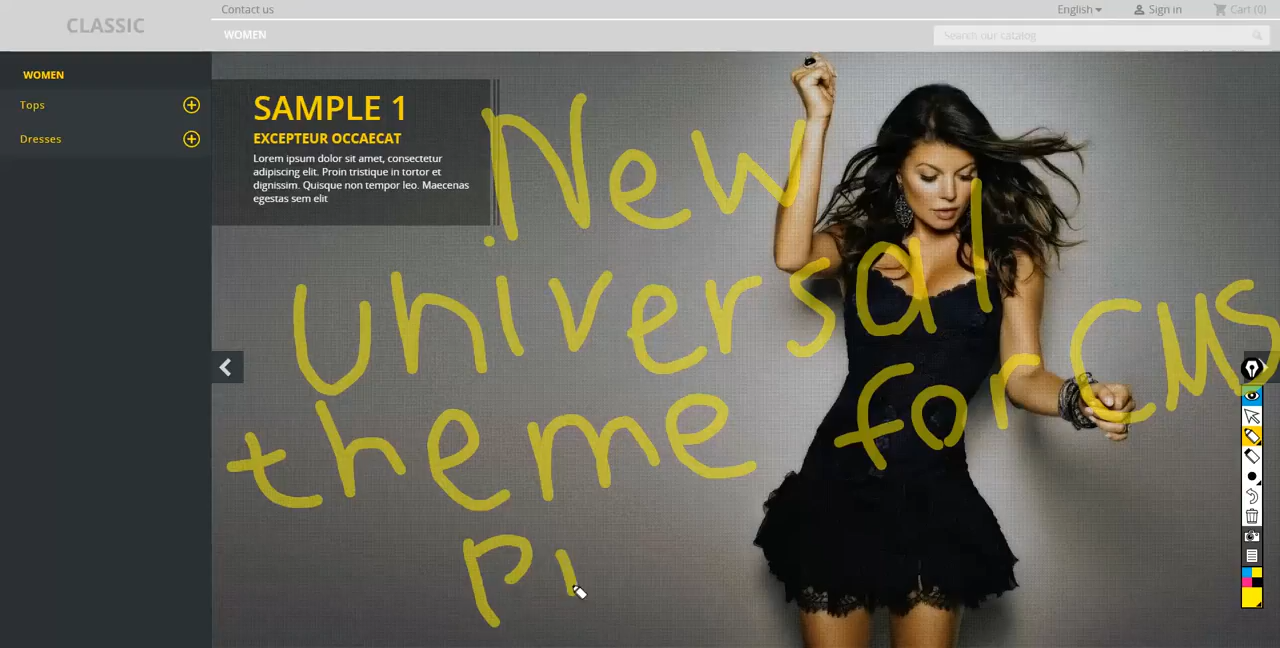 CLASSIC
Contact us
English
Sign in
Cart (0)
WOMEN
Search our catalog
WOMEN
Tops
Dresses
SAMPLE 1
EXCEPTEUR OCCAECAT
Lorem ipsum dolor sit amet, consectetur
adipiscing elit. Proin tristique in tortor et
dignissim. Quisque non tempor leo. Maecenas
egestas sem elit
New
universal
theme for CMS